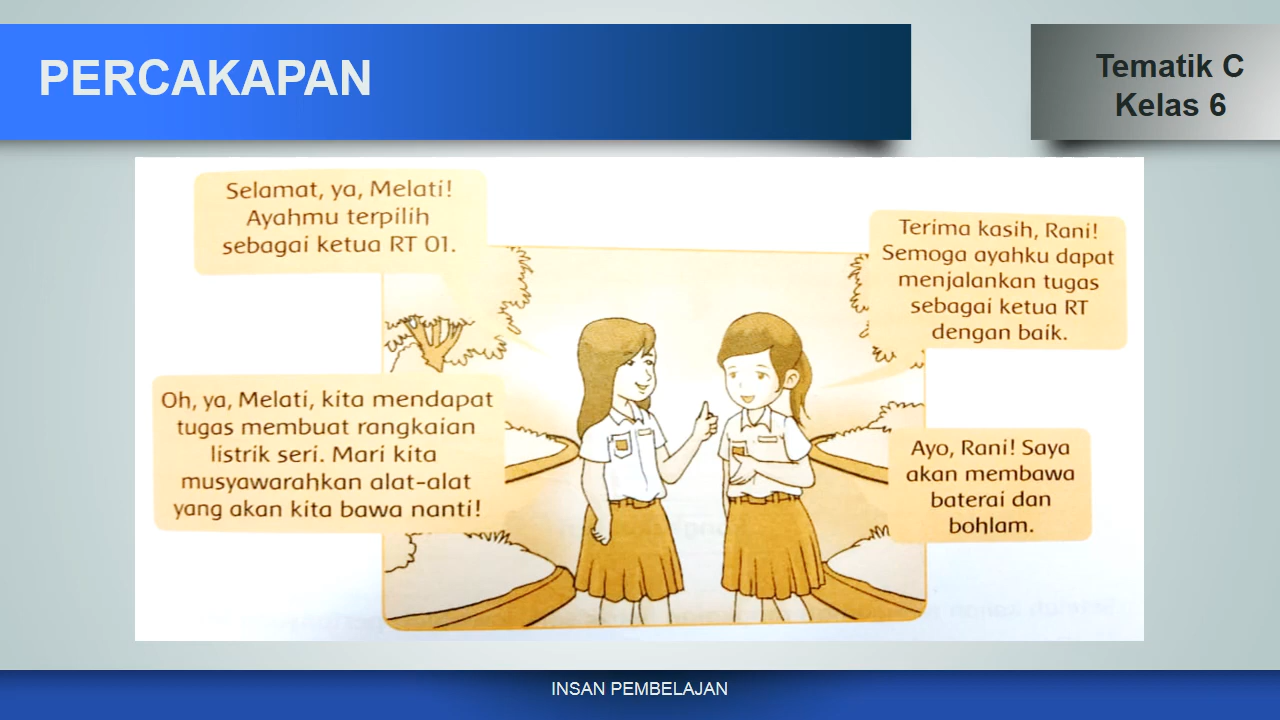 PERCAKAPAN
Tematik C
Kelas 6
Selamat, ya, Melati!
Ayahmu terpilih
sebagai ketua RT 01.
Terima kasih, Rani!
Semoga ayahku dapat
menjalankan tugas
sebagai ketua RT
dengan baik.
Oh, ya, Melati, kita mendapat
tugas membuat rangkaian
listrik seri. Mari kita
musyawarahkan alat-alat
yang akan kita bawa nanti!
Ayo, Rani! Saya
akan membawa
baterai dan
bohlam.
INSAN PEMBELAJAN